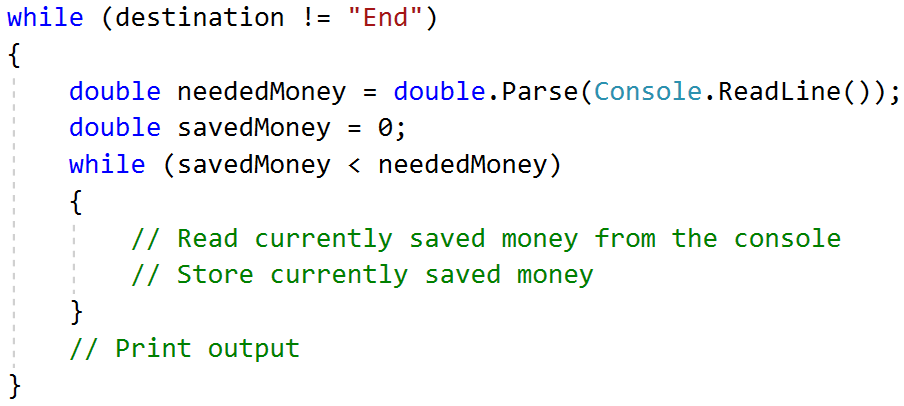 while (destination != "End")
{
double neededMoney = double.Parse(Console.ReadLine());
double savedMoney = 0;
while (savedMoney < neededMoney)
{
// Read currently saved money from the console
// Store currently saved money
}
// Print output
}